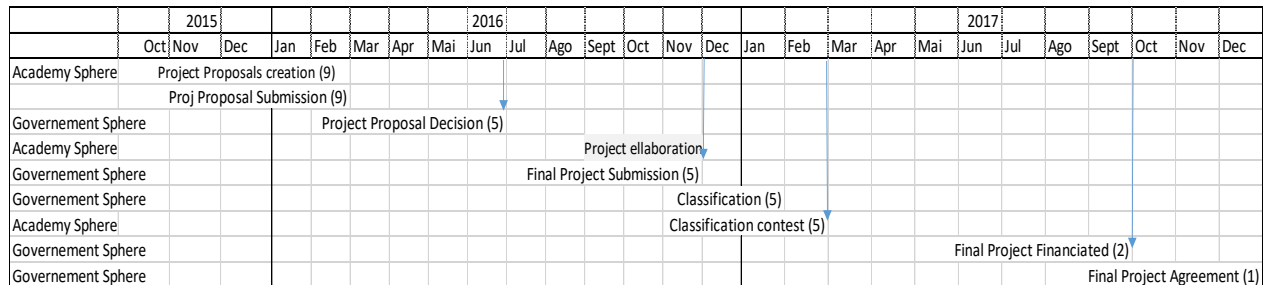 2015 2016 2017
Oct Nov Dec Jan Feb Mar Apr Mai Jun Jul Ago Sept Oct Nov Dec Jan Feb Mar Apr Mai Jun Jul Ago Sept Oct Nov Dec
Academy Sphere Project Proposals creation (9)
Proj Proposal Submission (9)
Governement Sphere Project Proposal Decision (5)
Academy Sphere Project ellaboration
Governement Sphere Final Project Submission (5)
Governement Sphere Classification (5)
Academy Sphere Classification contest (5)
Governement Sphere Final Project Financiated (2)
Governement Sphere Final Project Agreement (1)